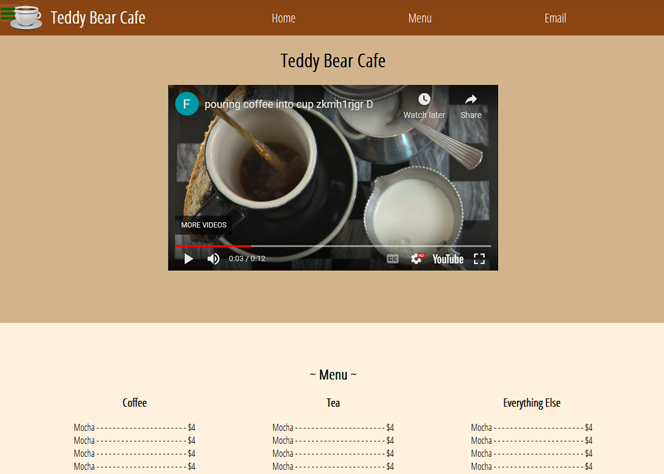 Teddy Bear Cafe Home Menu Email
Teddy Bear Cafe
F pouring coffee into cup zkmh1rjgr D
Watch later Share
MORE VIDEOS
0:03 / 0:12 CC HD YouTube
~ Menu ~
Coffee Tea Everything Else
Mocha - - - - - - - - - - - - - - - - - - - - - - - $4 Mocha - - - - - - - - - - - - - - - - - - - - - - - $4 Mocha - - - - - - - - - - - - - - - - - - - - - - - $4
Mocha - - - - - - - - - - - - - - - - - - - - - - - $4 Mocha - - - - - - - - - - - - - - - - - - - - - - - $4 Mocha - - - - - - - - - - - - - - - - - - - - - - - $4
Mocha - - - - - - - - - - - - - - - - - - - - - - - $4 Mocha - - - - - - - - - - - - - - - - - - - - - - - $4 Mocha - - - - - - - - - - - - - - - - - - - - - - - $4
Mocha - - - - - - - - - - - - - - - - - - - - - - - $4 Mocha - - - - - - - - - - - - - - - - - - - - - - - $4 Mocha - - - - - - - - - - - - - - - - - - - - - - - $4